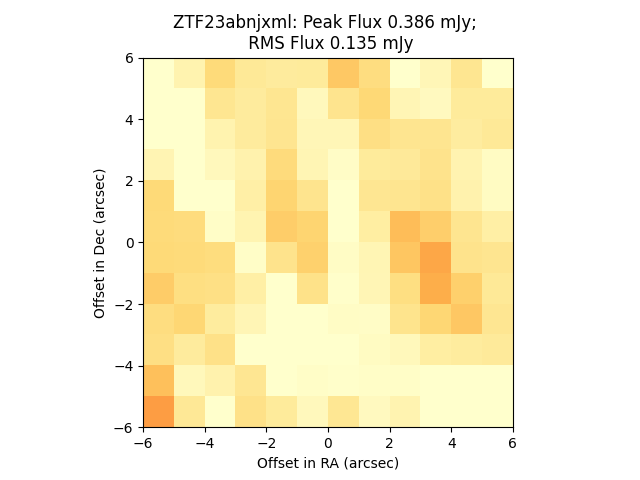 ZTF23abnjxml: Peak Flux 0.386 mJy;
RMS Flux 0.135 mJy
6
4
2
0
−2
−4
−6
Offset in Dec (arcsec)
−6 −4 −2 0 2 4 6
Offset in RA (arcsec)